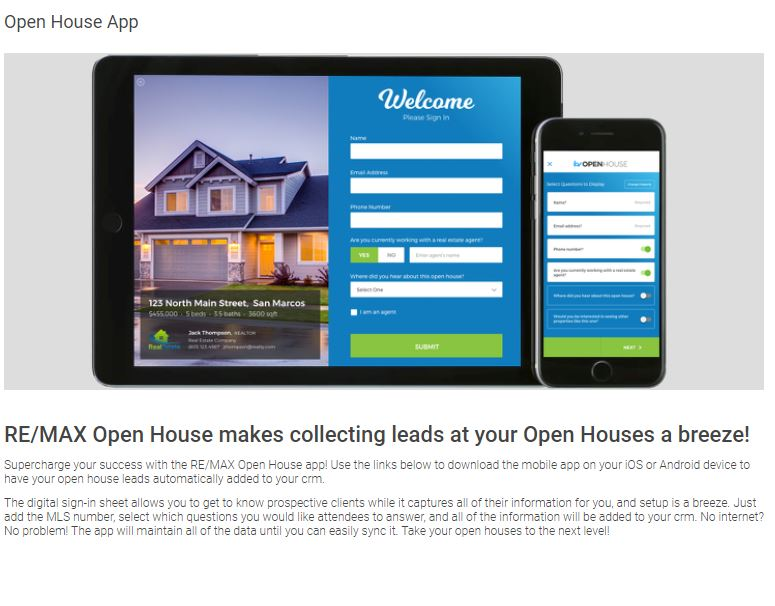 Open House App
Welcome
Please Sign In
Name
Email Address
Phone Number
Are you currently working with a real estate agent?
YES NO Enter agent's name
Where did you hear about this open house?
Select One
I am an agent
SUBMIT
123 North Main Street, San Marcos
$455,000 · 5 beds · 3.5 baths · 3600 sqft
Jack Thompson, REALTOR
Real Estate Company
OPENHOUSE
Select Questions to Display
Name? Required
Email address? Required
Phone number?
Are you currently working with a real estate
agent?
Where did you hear about this open house?
Would you be interested in seeing other
properties like this one?
NEXT >
RE/MAX Open House makes collecting leads at your Open Houses a breeze!
Supercharge your success with the RE/MAX Open House app! Use the links below to download the mobile app on your iOS or Android device to
have your open house leads automatically added to your crm.
The digital sign-in sheet allows you to get to know prospective clients while it captures all of their information for you, and setup is a breeze. Just
add the MLS number, select which questions you would like attendees to answer, and all of the information will be added to your crm. No internet?
No problem! The app will maintain all of the data until you can easily sync it. Take your open houses to the next level!